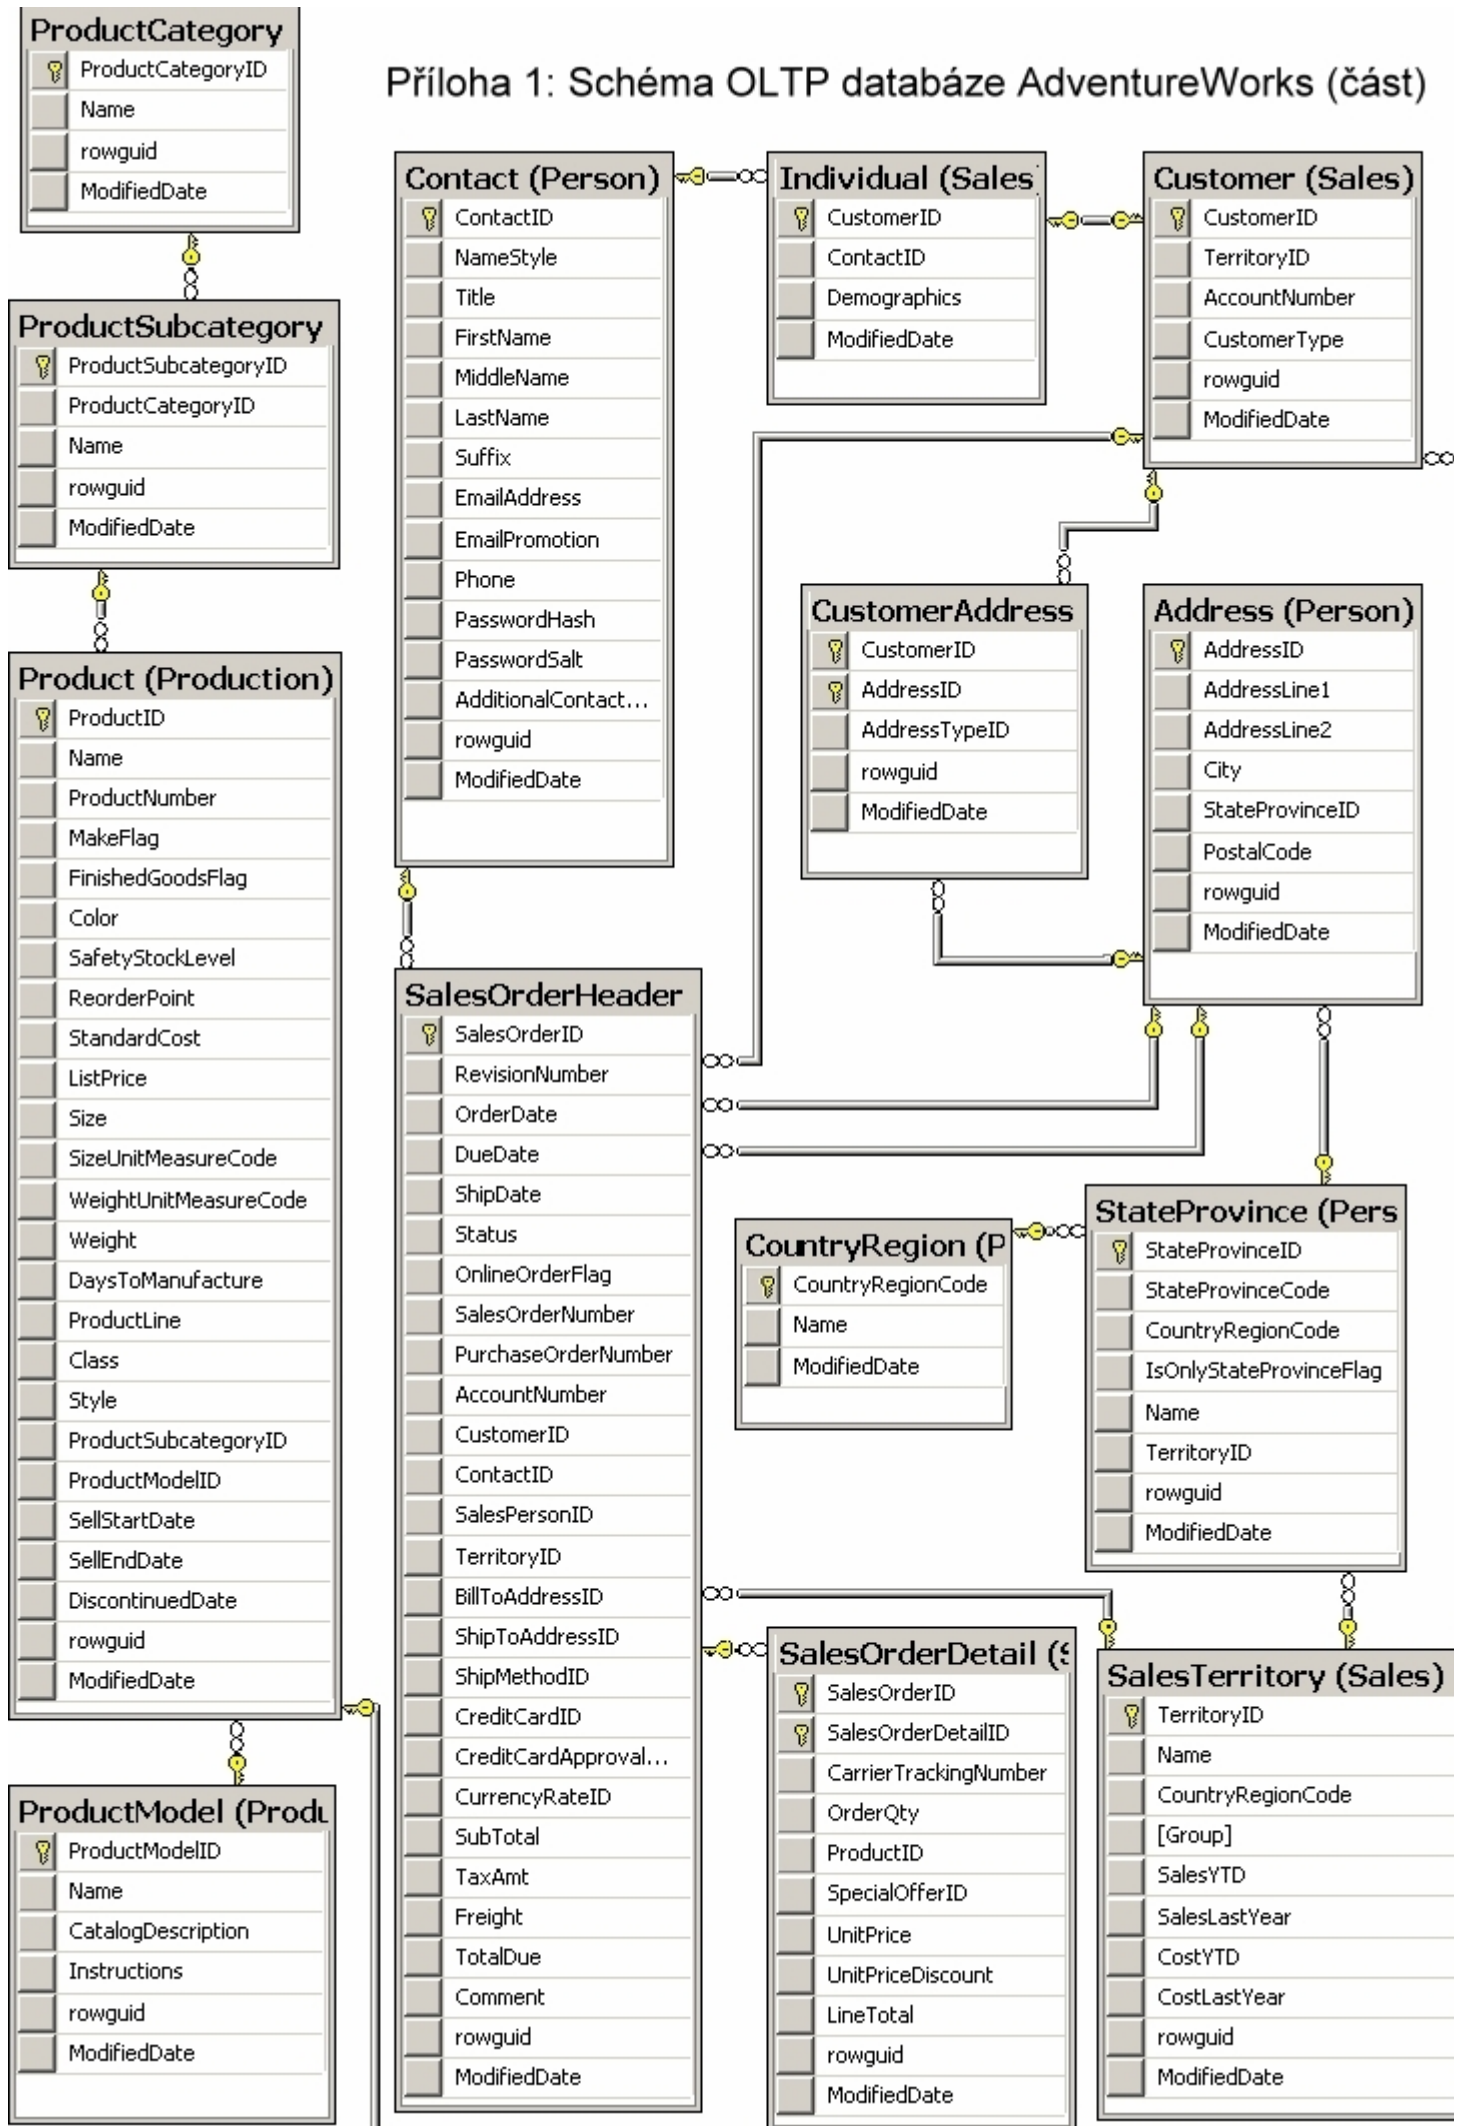 Příloha 1: Schéma OLTP databáze AdventureWorks (část)
ProductCategory
ProductCategoryID
Name
rowguid
ModifiedDate
ProductSubcategory
ProductSubcategoryID
ProductCategoryID
Name
rowguid
ModifiedDate
Product (Production)
ProductID
Name
ProductNumber
MakeFlag
FinishedGoodsFlag
Color
SafetyStockLevel
ReorderPoint
StandardCost
ListPrice
Size
SizeUnitMeasureCode
WeightUnitMeasureCode
Weight
DaysToManufacture
ProductLine
Class
Style
ProductSubcategoryID
ProductModelID
SellStartDate
SellEndDate
DiscontinuedDate
rowguid
ModifiedDate
ProductModel (Produ
ProductModelID
Name
CatalogDescription
Instructions
rowguid
ModifiedDate
Contact (Person)
ContactID
NameStyle
Title
FirstName
MiddleName
LastName
Suffix
EmailAddress
EmailPromotion
Phone
PasswordHash
PasswordSalt
AdditionalContact...
rowguid
ModifiedDate
SalesOrderHeader
SalesOrderID
RevisionNumber
OrderDate
DueDate
ShipDate
Status
OnlineOrderFlag
SalesOrderNumber
PurchaseOrderNumber
AccountNumber
CustomerID
ContactID
SalesPersonID
TerritoryID
BillToAddressID
ShipToAddressID
ShipMethodID
CreditCardID
CreditCardApproval...
CurrencyRateID
SubTotal
TaxAmt
Freight
TotalDue
Comment
rowguid
ModifiedDate
Individual (Sales
CustomerID
ContactID
Demographics
ModifiedDate
Customer (Sales)
CustomerID
TerritoryID
AccountNumber
CustomerType
rowguid
ModifiedDate
CustomerAddress
CustomerID
AddressID
AddressTypeID
rowguid
ModifiedDate
Address (Person)
AddressID
AddressLine1
AddressLine2
City
StateProvinceID
PostalCode
rowguid
ModifiedDate
CountryRegion (P
CountryRegionCode
Name
ModifiedDate
StateProvince (Pers
StateProvinceID
StateProvinceCode
CountryRegionCode
IsOnlyStateProvinceFlag
Name
TerritoryID
rowguid
ModifiedDate
SalesOrderDetail (S
SalesOrderID
SalesOrderDetailID
CarrierTrackingNumber
OrderQty
ProductID
SpecialOfferID
UnitPrice
UnitPriceDiscount
LineTotal
rowguid
ModifiedDate
SalesTerritory (Sales)
TerritoryID
Name
CountryRegionCode
[Group]
SalesYTD
SalesLastYear
CostYTD
CostLastYear
rowguid
ModifiedDate